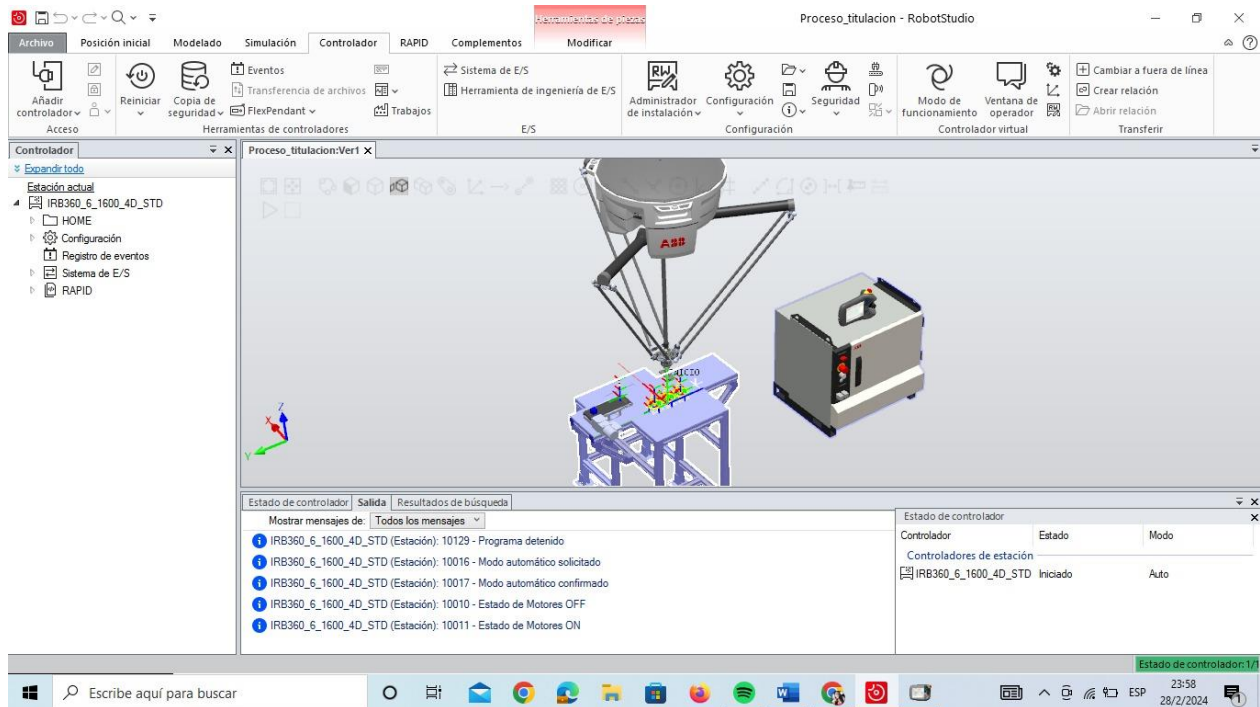 Herramientas de piezas
Proceso_titulacion - RobotStudio
Archivo Posición inicial Modelado Simulación Controlador RAPID Complementos Modificar
Añadir controlador
Acceso
Reiniciar
Copia de seguridad
Eventos
Transferencia de archivos
FlexPendant
Trabajos
Herramientas de controladores
Sistema de E/S
Herramienta de ingeniería de E/S
E/S
Administrador de instalación
Configuración
Seguridad
Configuración
Modo de funcionamiento
Ventana de operador
Controlador virtual
Cambiar a fuera de línea
Crear relación
Abrir relación
Transferir
Controlador
Expandir todo
Estación actual
IRB360_6_1600_4D_STD
HOME
Configuración
Registro de eventos
Sistema de E/S
RAPID
Proceso_titulacion:Ver1
ABB
Z
X
Y
Estado de controlador Salida Resultados de búsqueda
Mostrar mensajes de: Todos los mensajes
IRB360_6_1600_4D_STD (Estación): 10129 - Programa detenido
IRB360_6_1600_4D_STD (Estación): 10016 - Modo automático solicitado
IRB360_6_1600_4D_STD (Estación): 10017 - Modo automático confirmado
IRB360_6_1600_4D_STD (Estación): 10010 - Estado de Motores OFF
IRB360_6_1600_4D_STD (Estación): 10011 - Estado de Motores ON
Estado de controlador
Controlador Estado Modo
Controladores de estación
IRB360_6_1600_4D_STD Iniciado Auto
Estado de controlador: 1/1
Escribe aquí para buscar
ESP
23:58
28/2/2024